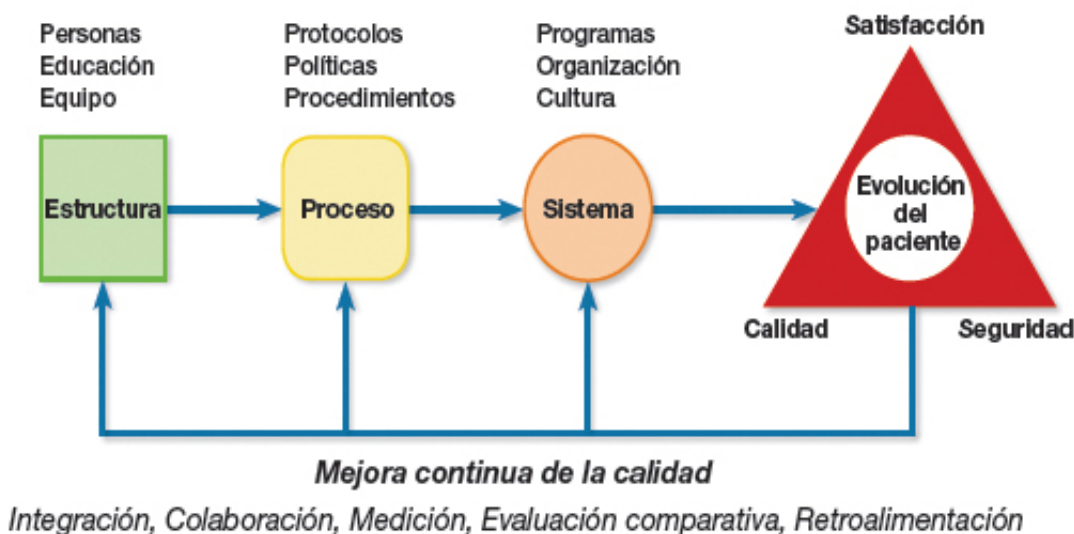 Personas
Educación
Equipo
Protocolos
Políticas
Procedimientos
Programas
Organización
Cultura
Satisfacción
Estructura
Proceso
Sistema
Evolución
del
paciente
Calidad
Seguridad
Mejora continua de la calidad
Integración, Colaboración, Medición, Evaluación comparativa, Retroalimentación